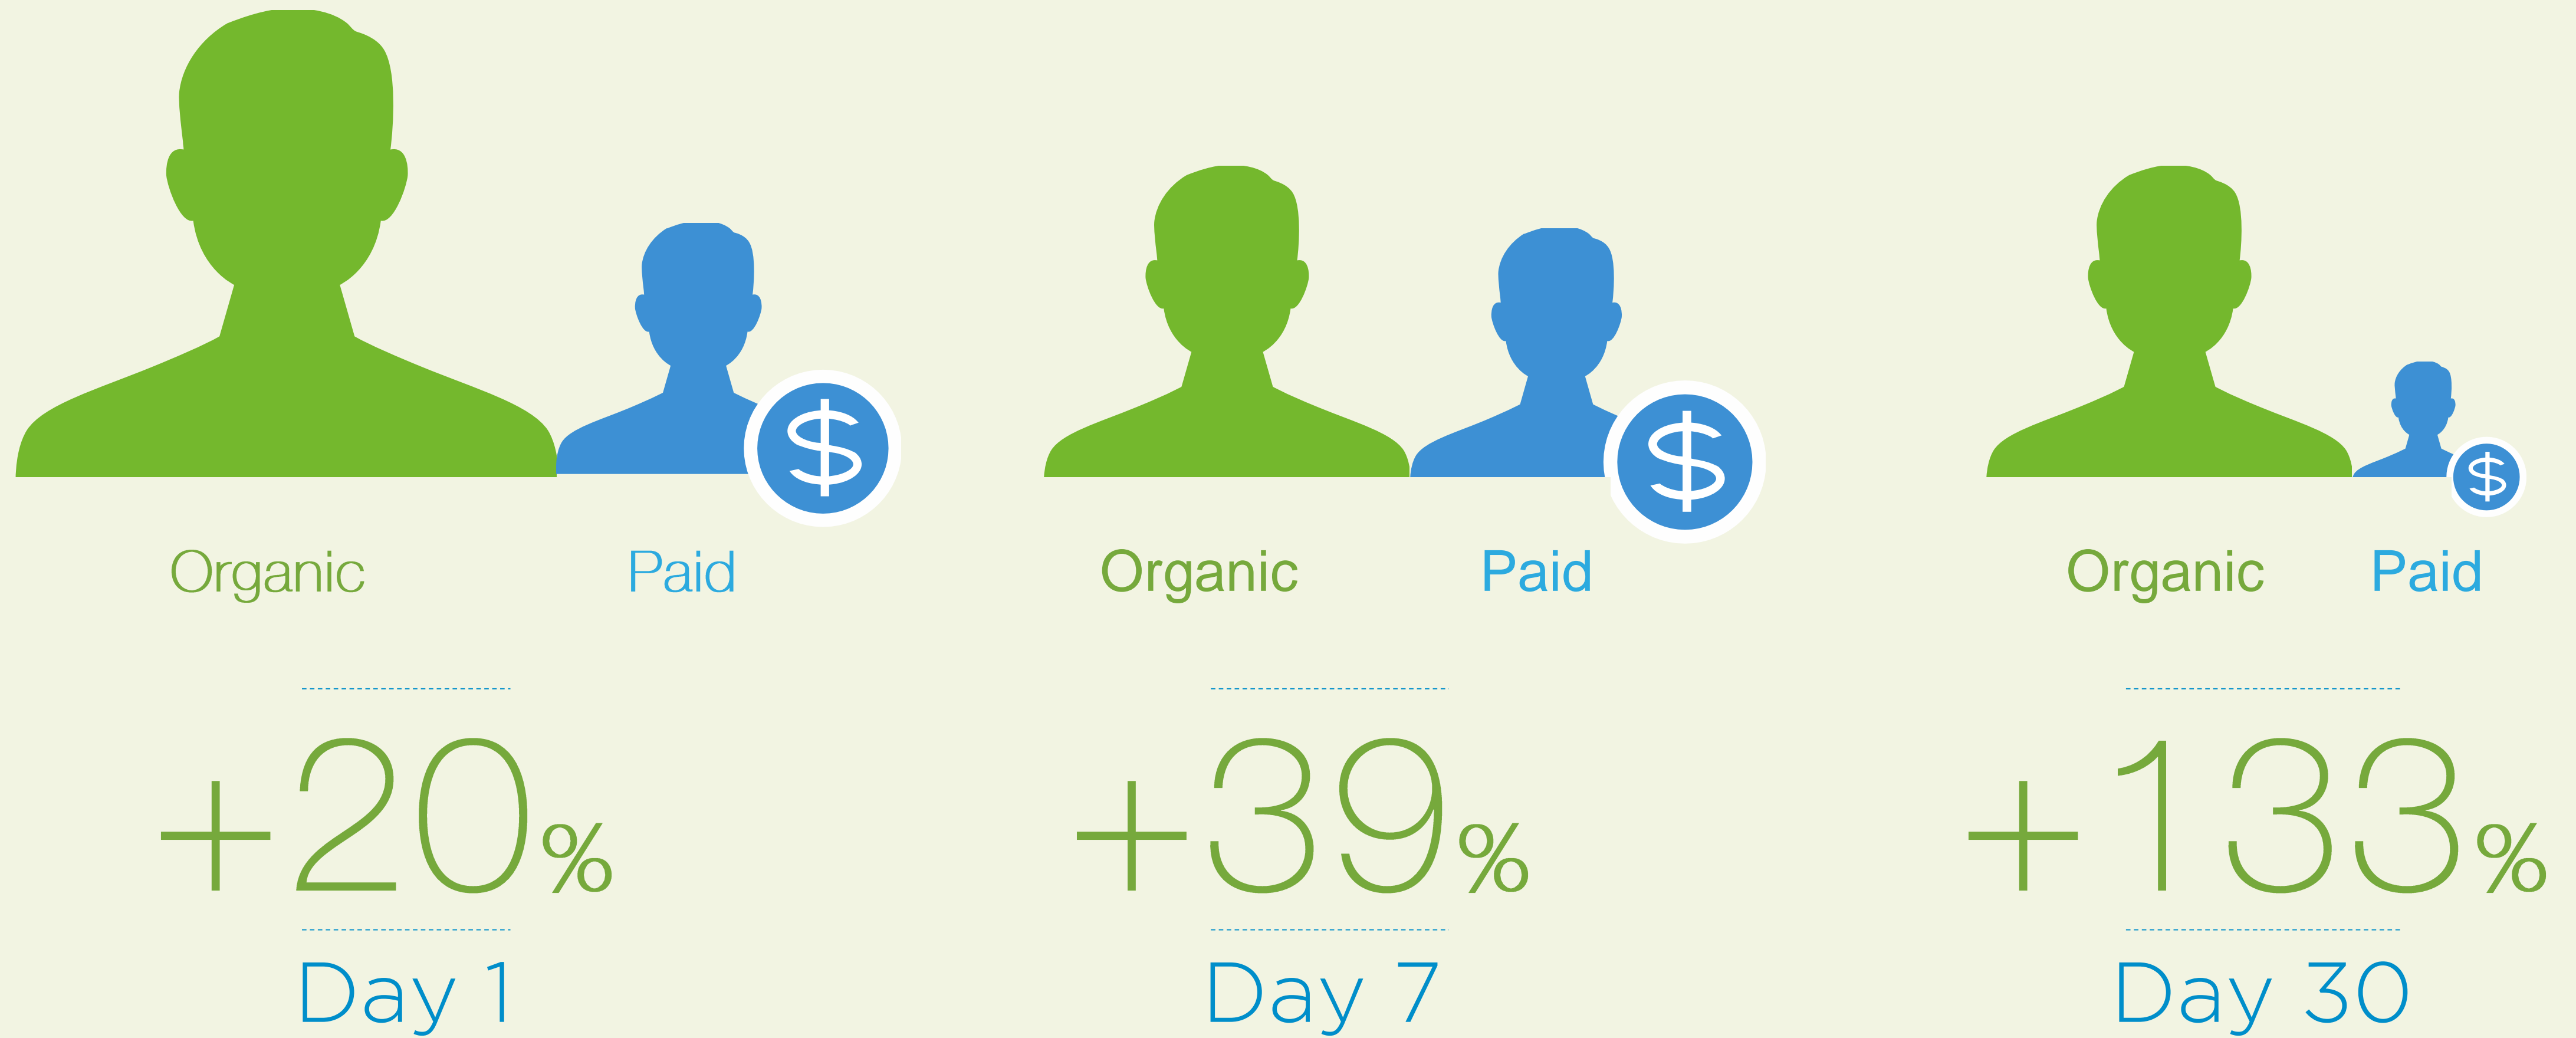 $
$
$
Organic Paid
Organic Paid
Organic Paid
+20%
+39%
+133%
Day 1
Day 7
Day 30